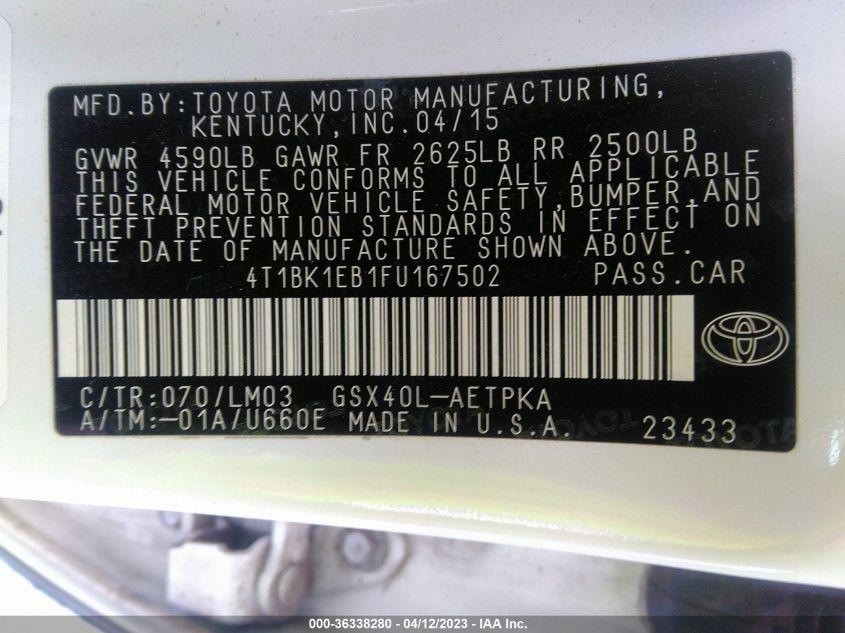 MFD.BY:TOYOTA MOTOR MANUFACTURING,
KENTUCKY,INC.04/15
GVWR 4590LB GAWR FR 2625LB RR 2500LB
THIS VEHICLE CONFORMS TO ALL APPLICABLE
FEDERAL MOTOR VEHICLE SAFETY,BUMPER,AND
THEFT PREVENTION STANDARDS IN EFFECT ON
THE DATE OF MANUFACTURE SHOWN ABOVE.
4T1BK1EB1FU167502 PASS.CAR
C/TR:070/LM03 GSX40L-AETPKA
A/TM:-01A/U660E MADE IN U.S.A. 23433
000-36338280 - 04/12/2023 - IAA Inc.